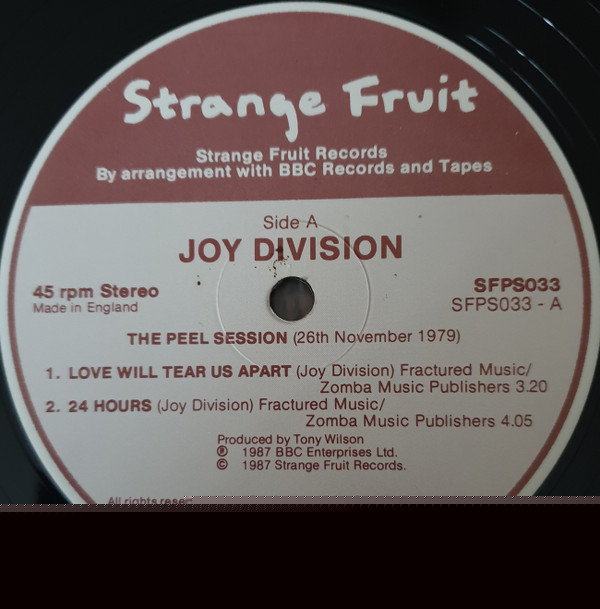 Strange Fruit
Strange Fruit Records
By arrangement with BBC Records and Tapes
Side A
JOY DIVISION
45 rpm Stereo
Made in England
SFPS033
SFPS033 - A
THE PEEL SESSION (26th November 1979)
1. LOVE WILL TEAR US APART (Joy Division) Fractured Music/
Zomba Music Publishers 3.20
2. 24 HOURS (Joy Division) Fractured Music/
Zomba Music Publishers 4.05
Produced by Tony Wilson
℗ 1987 BBC Enterprises Ltd.
© 1987 Strange Fruit Records.
All rights